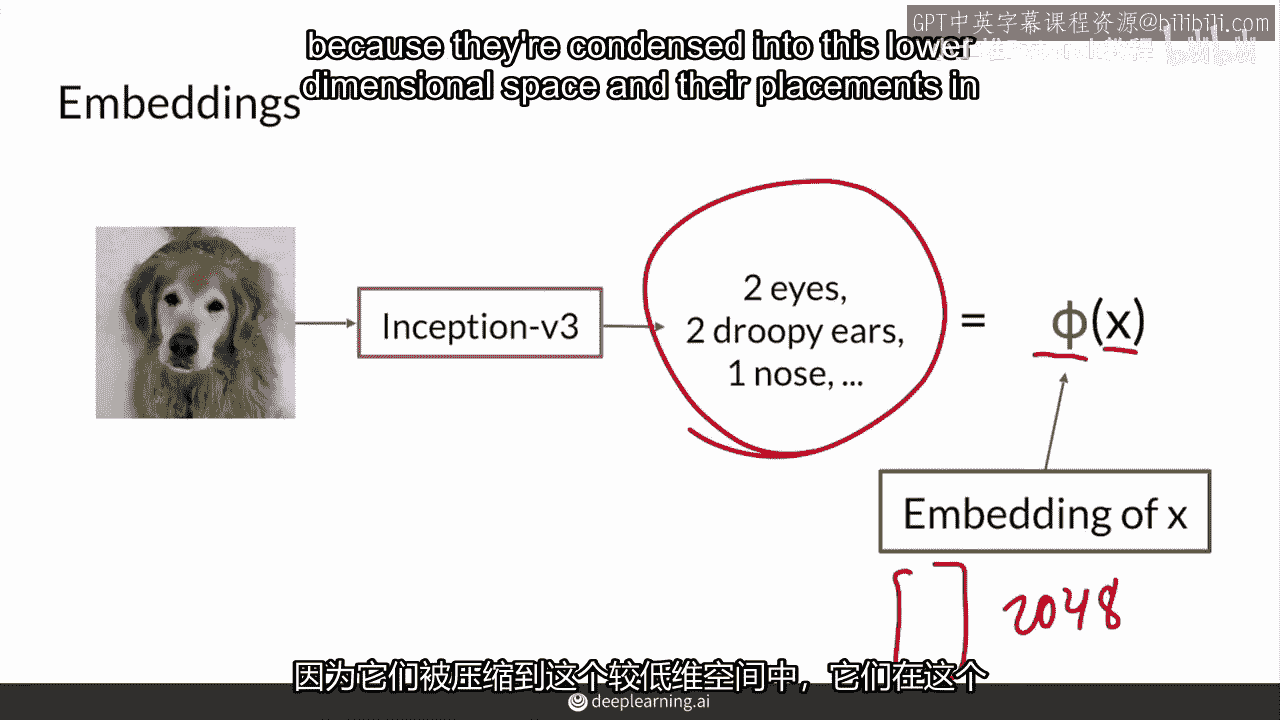 GPT中英字幕课程资源@bilibili.com
because they're condensed into this lower
dimensional space and their placements in
Embeddings
Inception-v3
2 eyes,
2 droopy ears,
1 nose, ...
= ϕ(x)
Embedding of x
[ ] 2048
因为它们被压缩到这个较低维空间中，它们在这个
deeplearning.ai